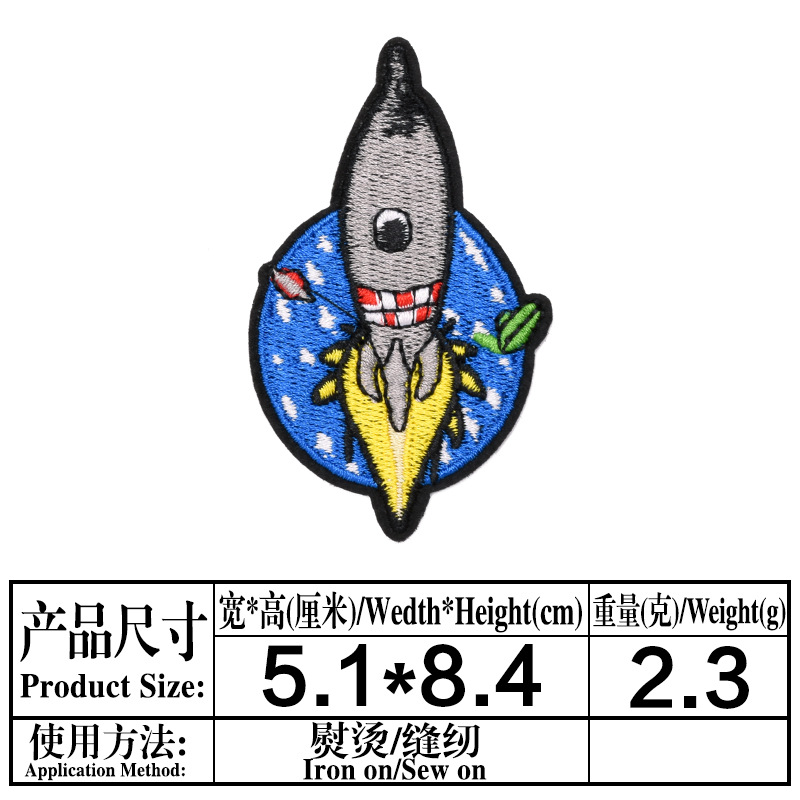 产品尺寸
Product Size:
宽*高(厘米)/Wedth*Height(cm)
重量(克)/Weight(g)
5.1*8.4
2.3
使用方法:
Application Method:
熨烫/缝纫
Iron on/Sew on